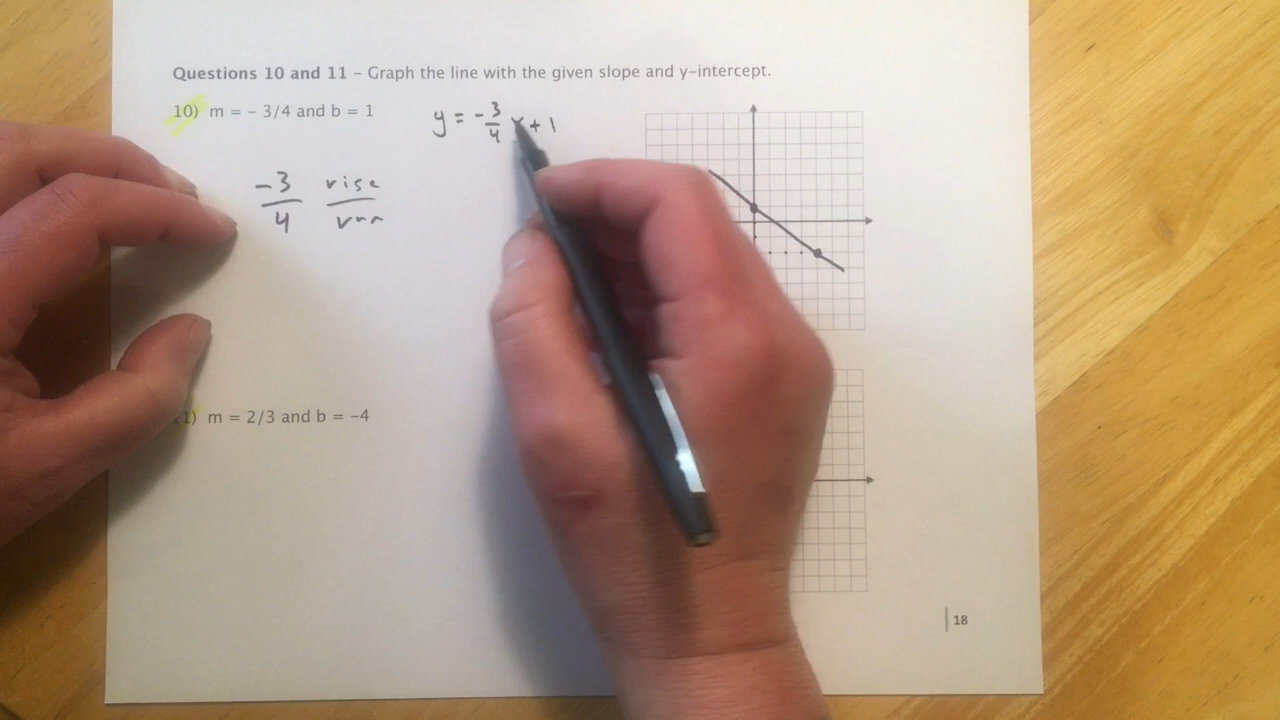 Questions 10 and 11 – Graph the line with the given slope and y-intercept.
10) m = - 3/4 and b = 1
y = -3/4 x + 1
-3/4 rise/run
11) m = 2/3 and b = -4
18